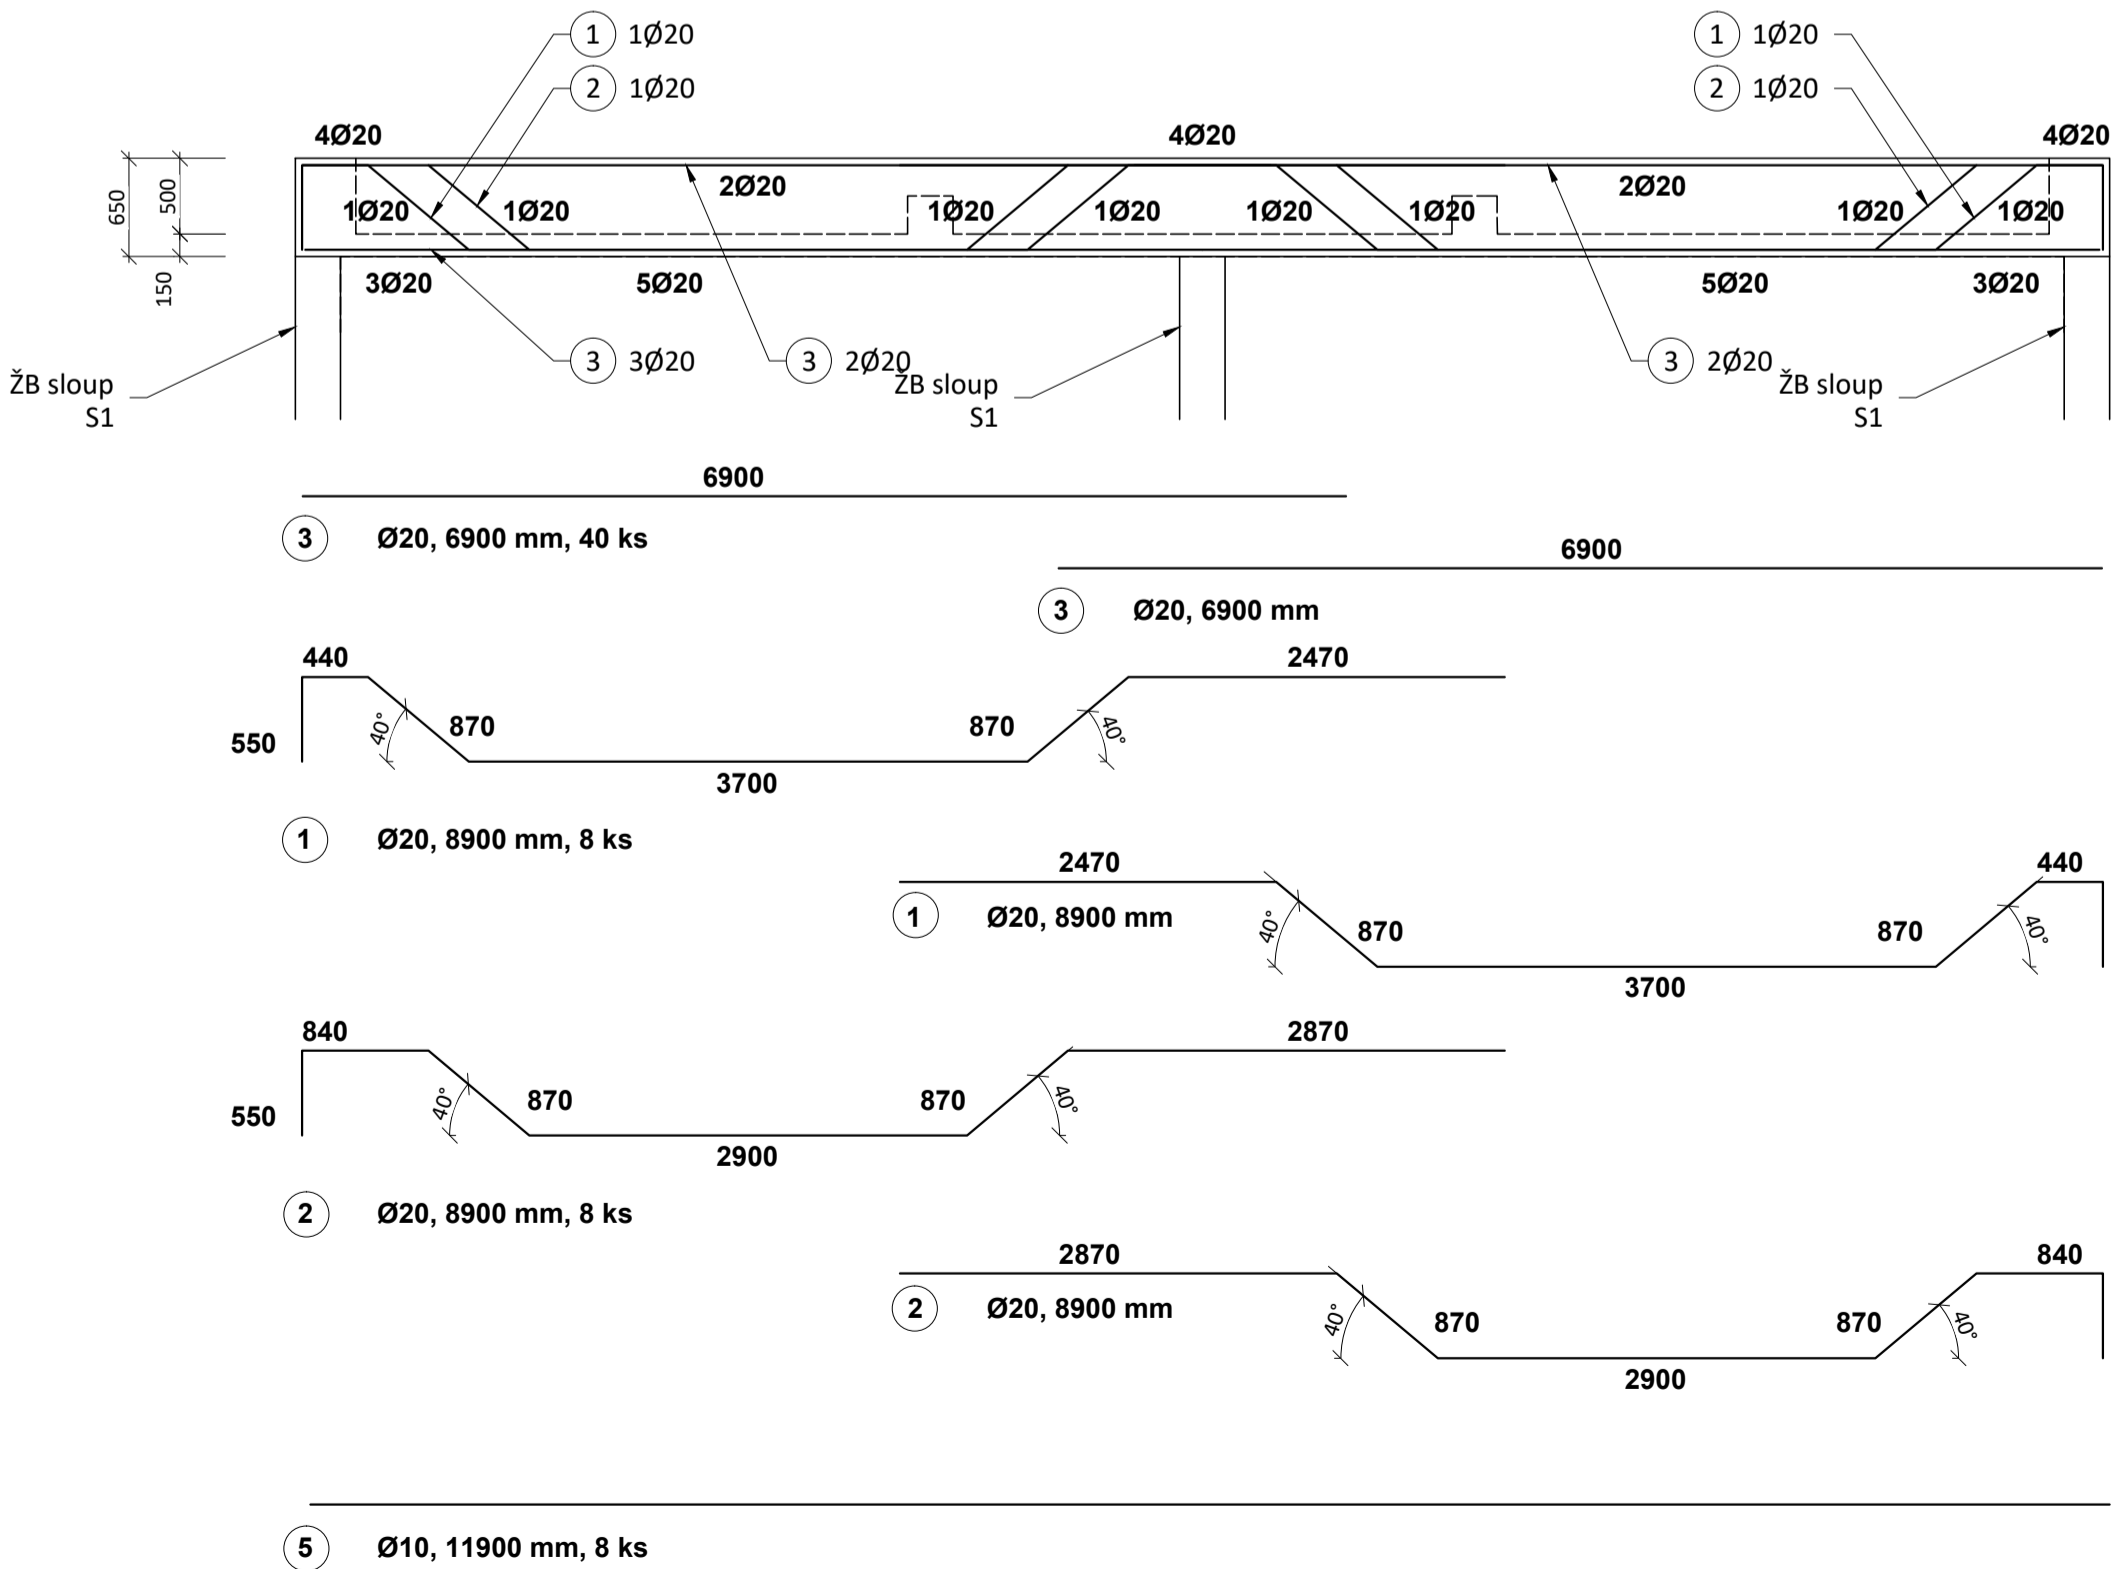 1 1Ø20
1 1Ø20
2 1Ø20
2 1Ø20
4Ø20
4Ø20
4Ø20
650
500
150
2Ø20
2Ø20
1Ø20
1Ø20
1Ø20
1Ø20
1Ø20
1Ø20
1Ø20
1Ø20
3Ø20
5Ø20
5Ø20
3Ø20
3 3Ø20
3 2Ø20
3 2Ø20
ŽB sloup
S1
ŽB sloup
S1
ŽB sloup
S1
6900
3 Ø20, 6900 mm, 40 ks
6900
3 Ø20, 6900 mm
440
2470
550
40°
870
870
40°
3700
1 Ø20, 8900 mm, 8 ks
2470
440
1 Ø20, 8900 mm
40°
870
870
40°
3700
840
2870
550
40°
870
870
40°
2900
2 Ø20, 8900 mm, 8 ks
2870
840
2 Ø20, 8900 mm
40°
870
870
40°
2900
5 Ø10, 11900 mm, 8 ks